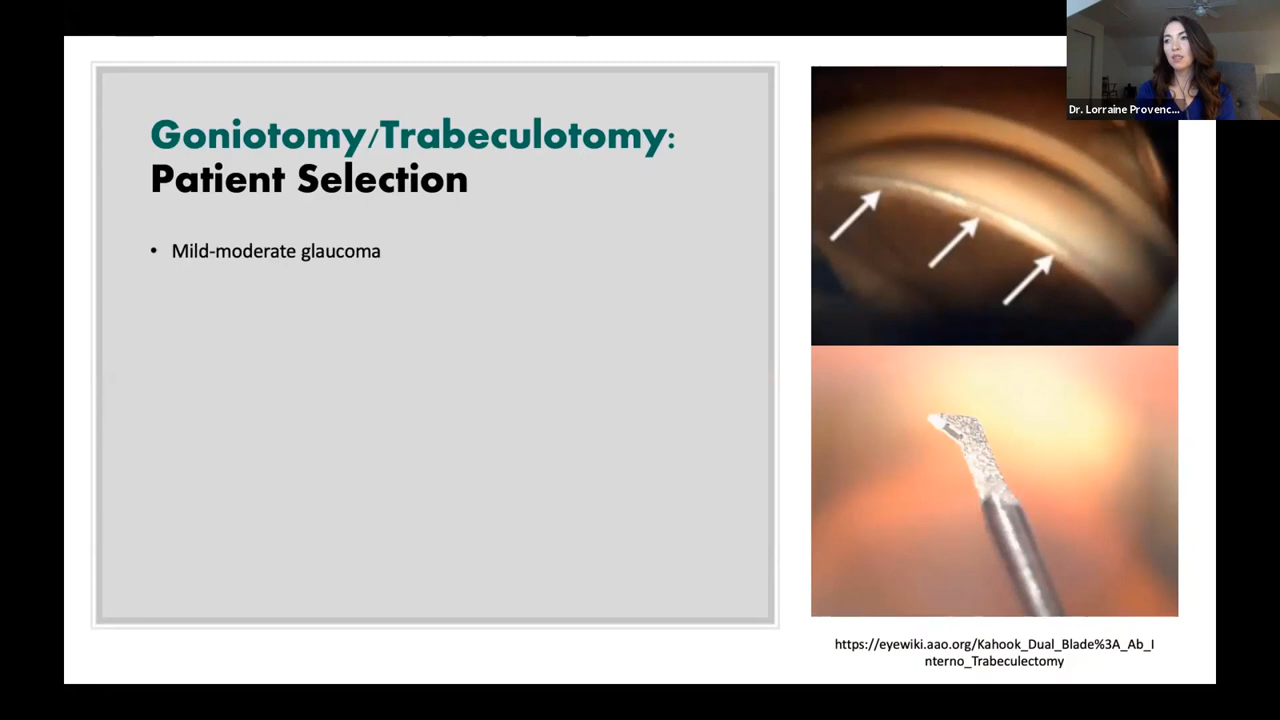 Dr. Lorraine Provenc...
Goniotomy/Trabeculotomy:
Patient Selection
• Mild-moderate glaucoma
https://eyewiki.aao.org/Kahook_Dual_Blade%3A_Ab_I
nterno_Trabeculectomy